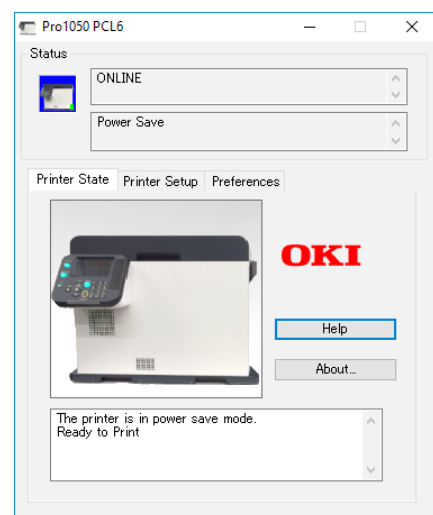 Pro1050 PCL6
Status
ONLINE
Power Save
Printer State Printer Setup Preferences
OKI
Help
About...
The printer is in power save mode.
Ready to Print